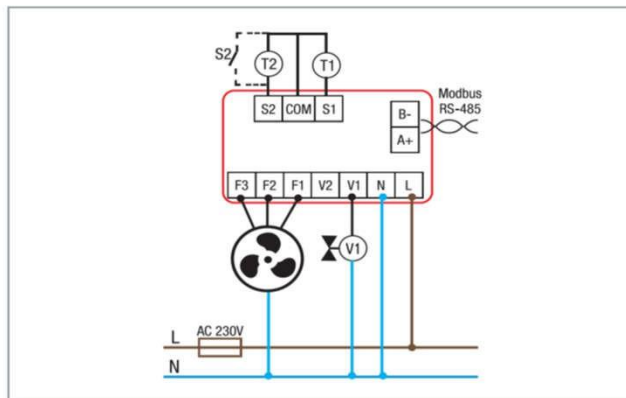 S2
T2
T1
S2 COM S1
Modbus
RS-485
B-
A+
F3 F2 F1 V2 V1 N L
V1
L
AC 230V
N